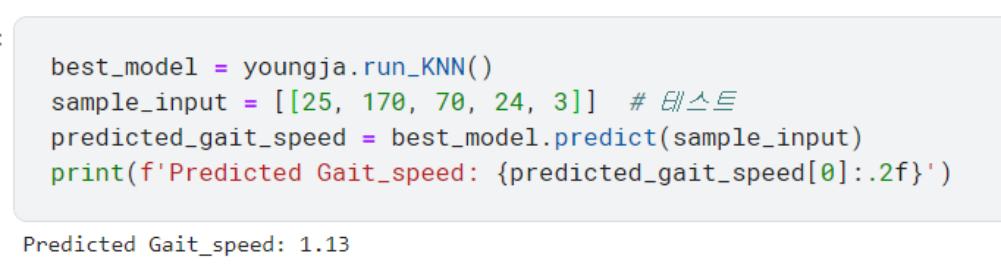 best_model = youngja.run_KNN()
sample_input = [[25, 170, 70, 24, 3]]  # 테스트
predicted_gait_speed = best_model.predict(sample_input)
print(f'Predicted Gait_speed: {predicted_gait_speed[0]:.2f}')
Predicted Gait_speed: 1.13